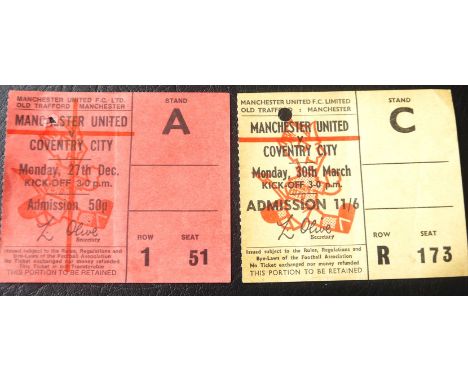 MANCHESTER UNITED F.C. LTD.
OLD TRAFFORD : MANCHESTER
MANCHESTER UNITED
v
COVENTRY CITY
Monday, 27th Dec.
KICK-OFF 3-0 p.m.
Admission 50p
Olive
Secretary
Issued subject to the Rules, Regulations and
Bye-Laws of the Football Association
No Ticket exchanged nor money refunded
This Ticket is not Transferable
THIS PORTION TO BE RETAINED
STAND
A
ROW SEAT
1 51
MANCHESTER UNITED F.C. LIMITED
OLD TRAFFORD : MANCHESTER
MANCHESTER UNITED
v
COVENTRY CITY
Monday, 30th March
KICK-OFF 3-0 p.m.
ADMISSION 11/6
Olive
Secretary
Issued subject to the Rules, Regulations and
Bye-Laws of the Football Association
No Ticket exchanged nor money refunded
THIS PORTION TO BE RETAINED
STAND
C
ROW SEAT
R 173